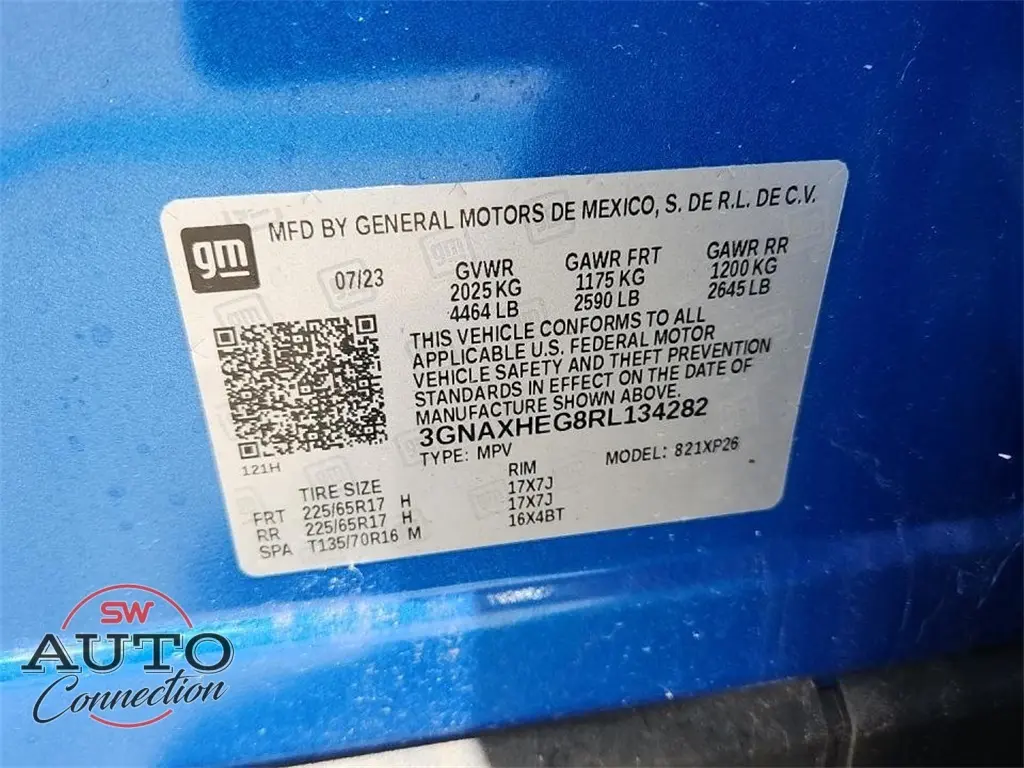 gm
MFD BY GENERAL MOTORS DE MEXICO, S. DE R.L. DE C.V.
07/23
GVWR
2025 KG
4464 LB
GAWR FRT
1175 KG
2590 LB
GAWR RR
1200 KG
2645 LB
THIS VEHICLE CONFORMS TO ALL
APPLICABLE U.S. FEDERAL MOTOR
VEHICLE SAFETY AND THEFT PREVENTION
STANDARDS IN EFFECT ON THE DATE OF
MANUFACTURE SHOWN ABOVE.
3GNAXHEG8RL134282
TYPE: MPV MODEL: 821XP26
121H
TIRE SIZE RIM
FRT 225/65R17 H 17X7J
RR 225/65R17 H 17X7J
SPA T135/70R16 M 16X4BT
SW
AUTO
Connection